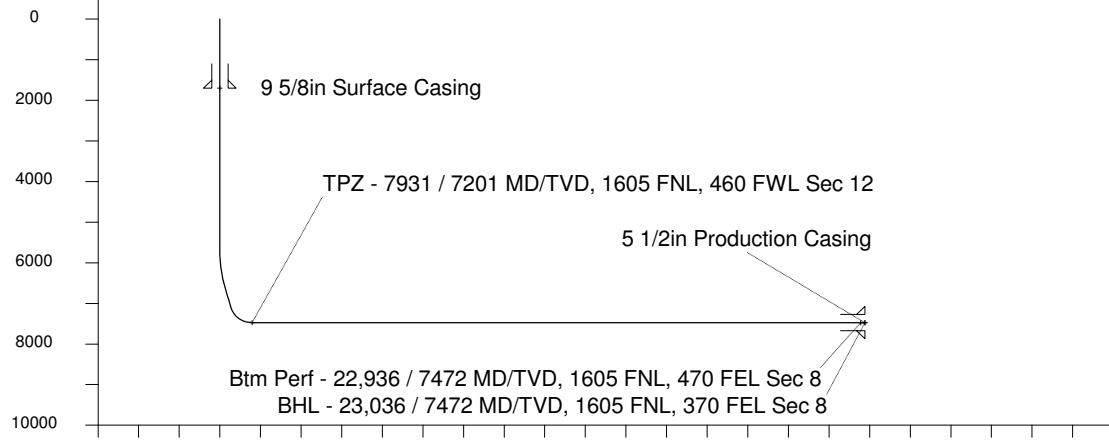 0
9 5/8in Surface Casing
2000
4000
TPZ - 7931 / 7201 MD/TVD, 1605 FNL, 460 FWL Sec 12
5 1/2in Production Casing
6000
8000
Btm Perf - 22,936 / 7472 MD/TVD, 1605 FNL, 470 FEL Sec 8
BHL - 23,036 / 7472 MD/TVD, 1605 FNL, 370 FEL Sec 8
10000